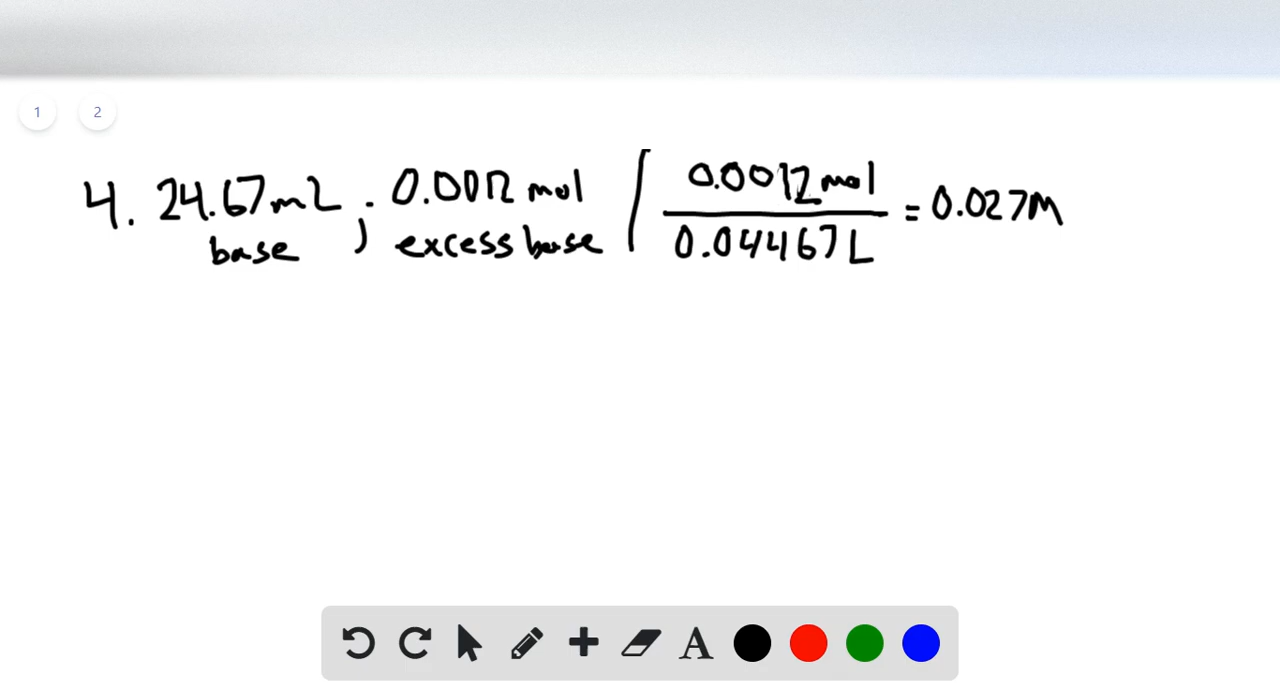 1 2
4. 24.67mL ; 0.0012 mol / 0.0012 mol = 0.027M
base excess base 0.04467L
A